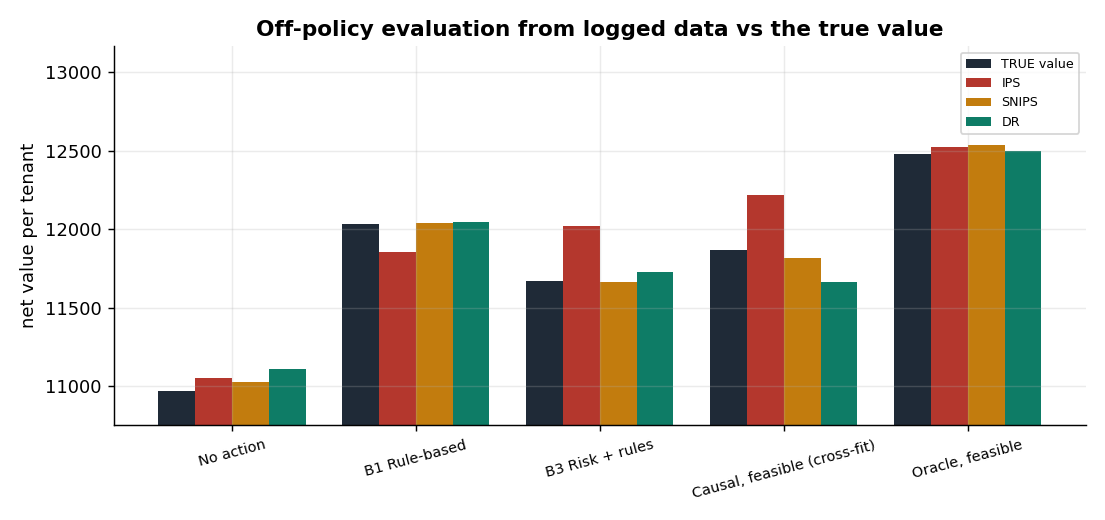 Off-policy evaluation from logged data vs the true value
net value per tenant
13000
12500
12000
11500
11000
TRUE value
IPS
SNIPS
DR
No action
B1 Rule-based
B3 Risk + rules
Causal, feasible (cross-fit)
Oracle, feasible